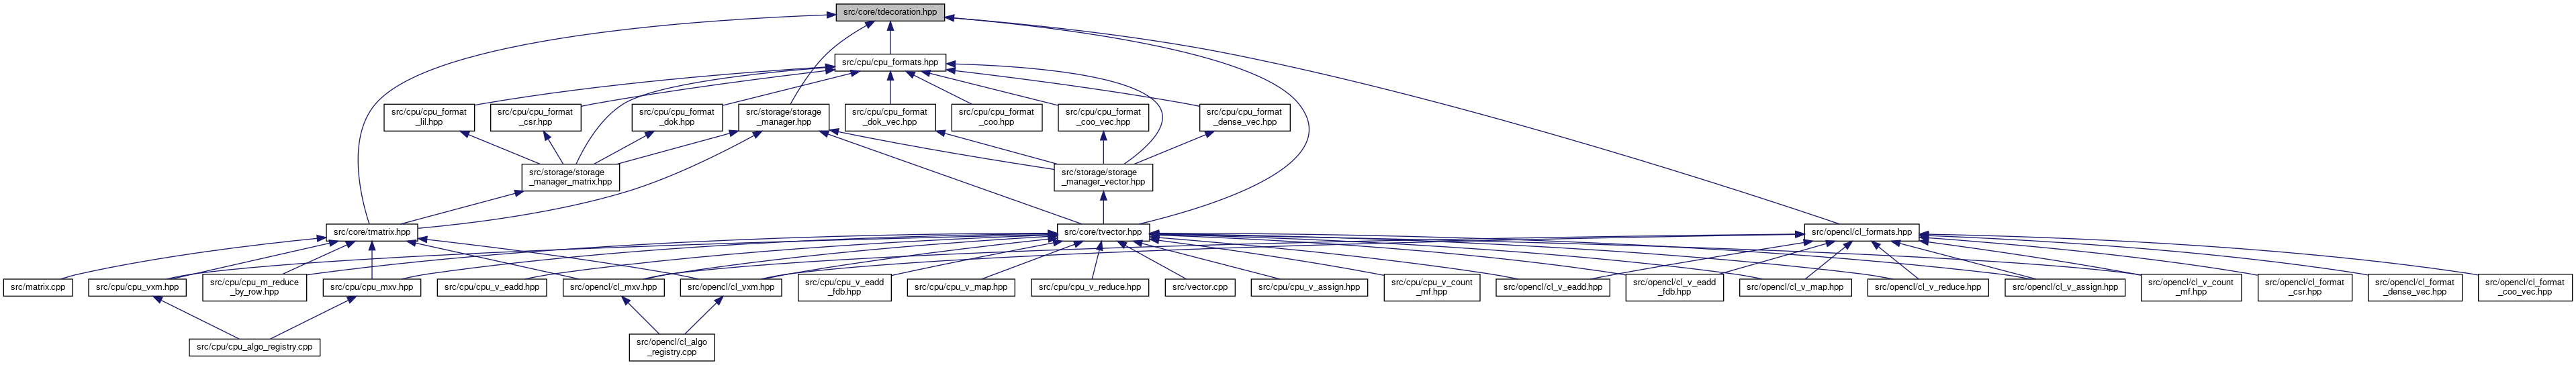 src/core/tdecoration.hpp
src/cpu/cpu_formats.hpp
src/cpu/cpu_format
_lil.hpp
src/cpu/cpu_format
_csr.hpp
src/cpu/cpu_format
_dok.hpp
src/storage/storage
_manager.hpp
src/cpu/cpu_format
_dok_vec.hpp
src/cpu/cpu_format
_coo.hpp
src/cpu/cpu_format
_coo_vec.hpp
src/cpu/cpu_format
_dense_vec.hpp
src/storage/storage
_manager_matrix.hpp
src/storage/storage
_manager_vector.hpp
src/core/tmatrix.hpp
src/core/tvector.hpp
src/opencl/cl_formats.hpp
src/matrix.cpp
src/cpu/cpu_vxm.hpp
src/cpu/cpu_m_reduce
_by_row.hpp
src/cpu/cpu_mxv.hpp
src/cpu/cpu_v_eadd.hpp
src/opencl/cl_mxv.hpp
src/opencl/cl_vxm.hpp
src/cpu/cpu_v_eadd
_fdb.hpp
src/cpu/cpu_v_map.hpp
src/cpu/cpu_v_reduce.hpp
src/vector.cpp
src/cpu/cpu_v_assign.hpp
src/cpu/cpu_v_count
_mf.hpp
src/opencl/cl_v_eadd.hpp
src/opencl/cl_v_eadd
_fdb.hpp
src/opencl/cl_v_map.hpp
src/opencl/cl_v_reduce.hpp
src/opencl/cl_v_assign.hpp
src/opencl/cl_v_count
_mf.hpp
src/opencl/cl_format
_csr.hpp
src/opencl/cl_format
_dense_vec.hpp
src/opencl/cl_format
_coo_vec.hpp
src/cpu/cpu_algo_registry.cpp
src/opencl/cl_algo
_registry.cpp